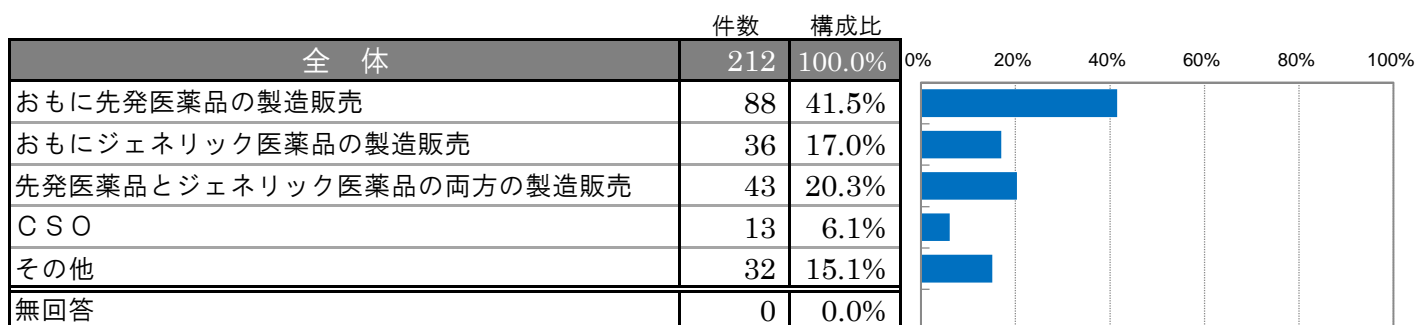 件数 構成比
全 体 212 100.0% 0% 20% 40% 60% 80% 100%
おもに先発医薬品の製造販売 88 41.5%
おもにジェネリック医薬品の製造販売 36 17.0%
先発医薬品とジェネリック医薬品の両方の製造販売 43 20.3%
ＣＳＯ 13 6.1%
その他 32 15.1%
無回答 0 0.0%